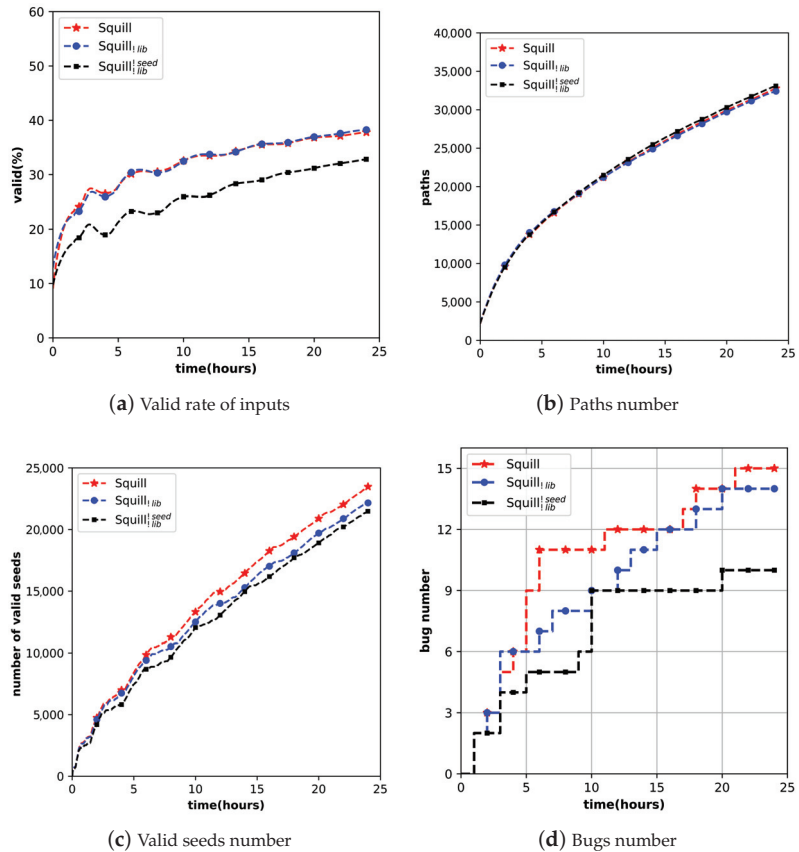 60
50
40
30
20
10
0
valid(%)
Squill
Squill! lib
Squill! seed ! lib
0 5 10 15 20 25
time(hours)
(a) Valid rate of inputs
40,000
35,000
30,000
25,000
20,000
15,000
10,000
5,000
0
paths
Squill
Squill! lib
Squill! seed ! lib
0 5 10 15 20 25
time(hours)
(b) Paths number
25,000
20,000
15,000
10,000
5,000
0
number of valid seeds
Squill
Squill! lib
Squill! seed ! lib
0 5 10 15 20 25
time(hours)
(c) Valid seeds number
15
12
9
6
3
0
bug number
Squill
Squill! lib
Squill! seed ! lib
0 5 10 15 20 25
time(hours)
(d) Bugs number